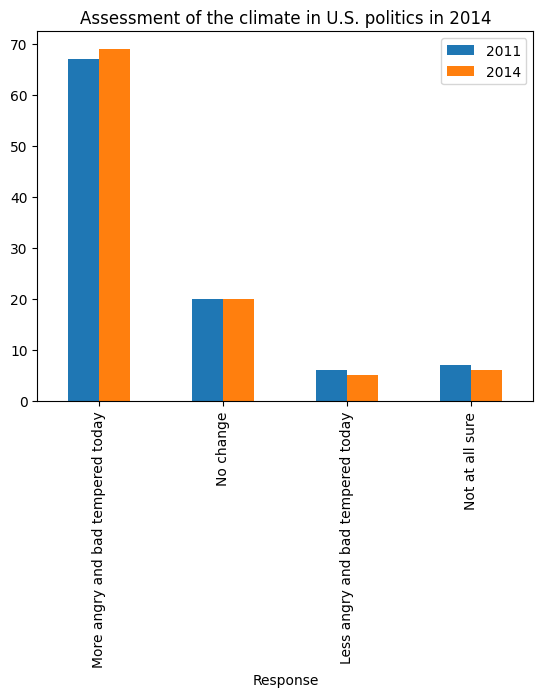 Assessment of the climate in U.S. politics in 2014
2011
2014
70
60
50
40
30
20
10
0
More angry and bad tempered today
No change
Less angry and bad tempered today
Not at all sure
Response